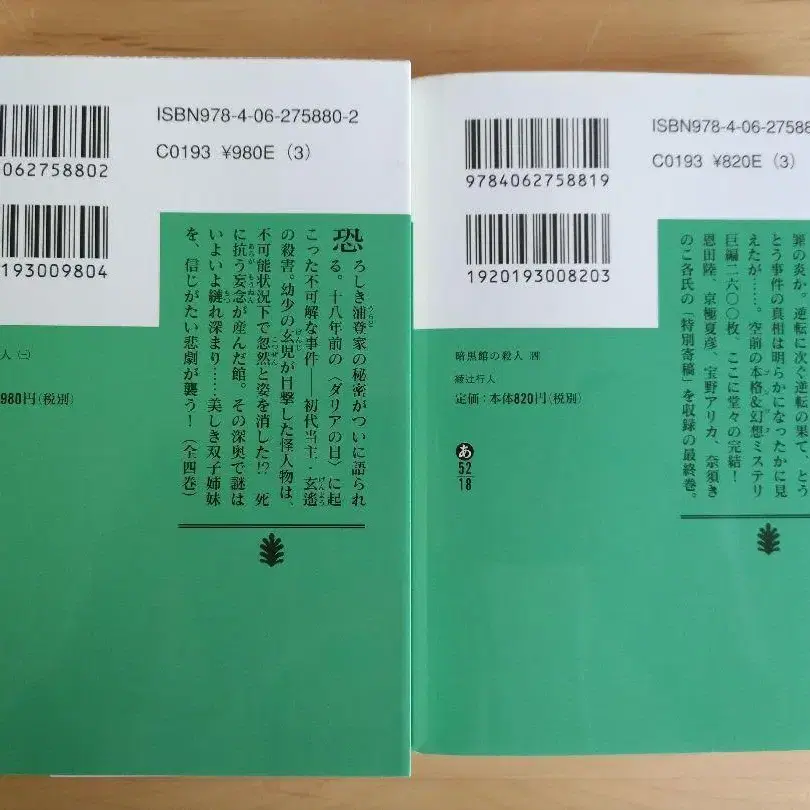 ISBN978-4-06-275880-2
C0193 ¥980E (3)
062758802
193009804
恐ろしき浦登家の秘密がついに語られ
る。十八年前の〈ダリアの日〉に起
こった不可解な事件――初代当主・玄遙
の殺害。幼少の玄児が目撃した怪人物は、
不可能状況下で忽然と姿を消した!? 死
に抗う妄念が産んだ館。その深奥で謎は
いよいよ縺れ深まり……美しき双子姉妹
を、信じがたい悲劇が襲う！（全四巻）
人 ㈢
980円(税別)
ISBN978-4-06-27588
C0193 ¥820E (3)
9784062758819
1920193008203
罪の炎か。逆転に次ぐ逆転の果て、とう
とう事件の真相は明らかになったかに見
えたが……。空前の本格&幻想ミステリ
巨編二六〇〇枚、ここに堂々の完結！
恩田陸、京極夏彦、宝野アリカ、奈須き
のこ各氏の「特別寄稿」を収録の最終巻。
暗黒館の殺人 ㈣
綾辻行人
定価：本体820円(税別)
あ
52
18